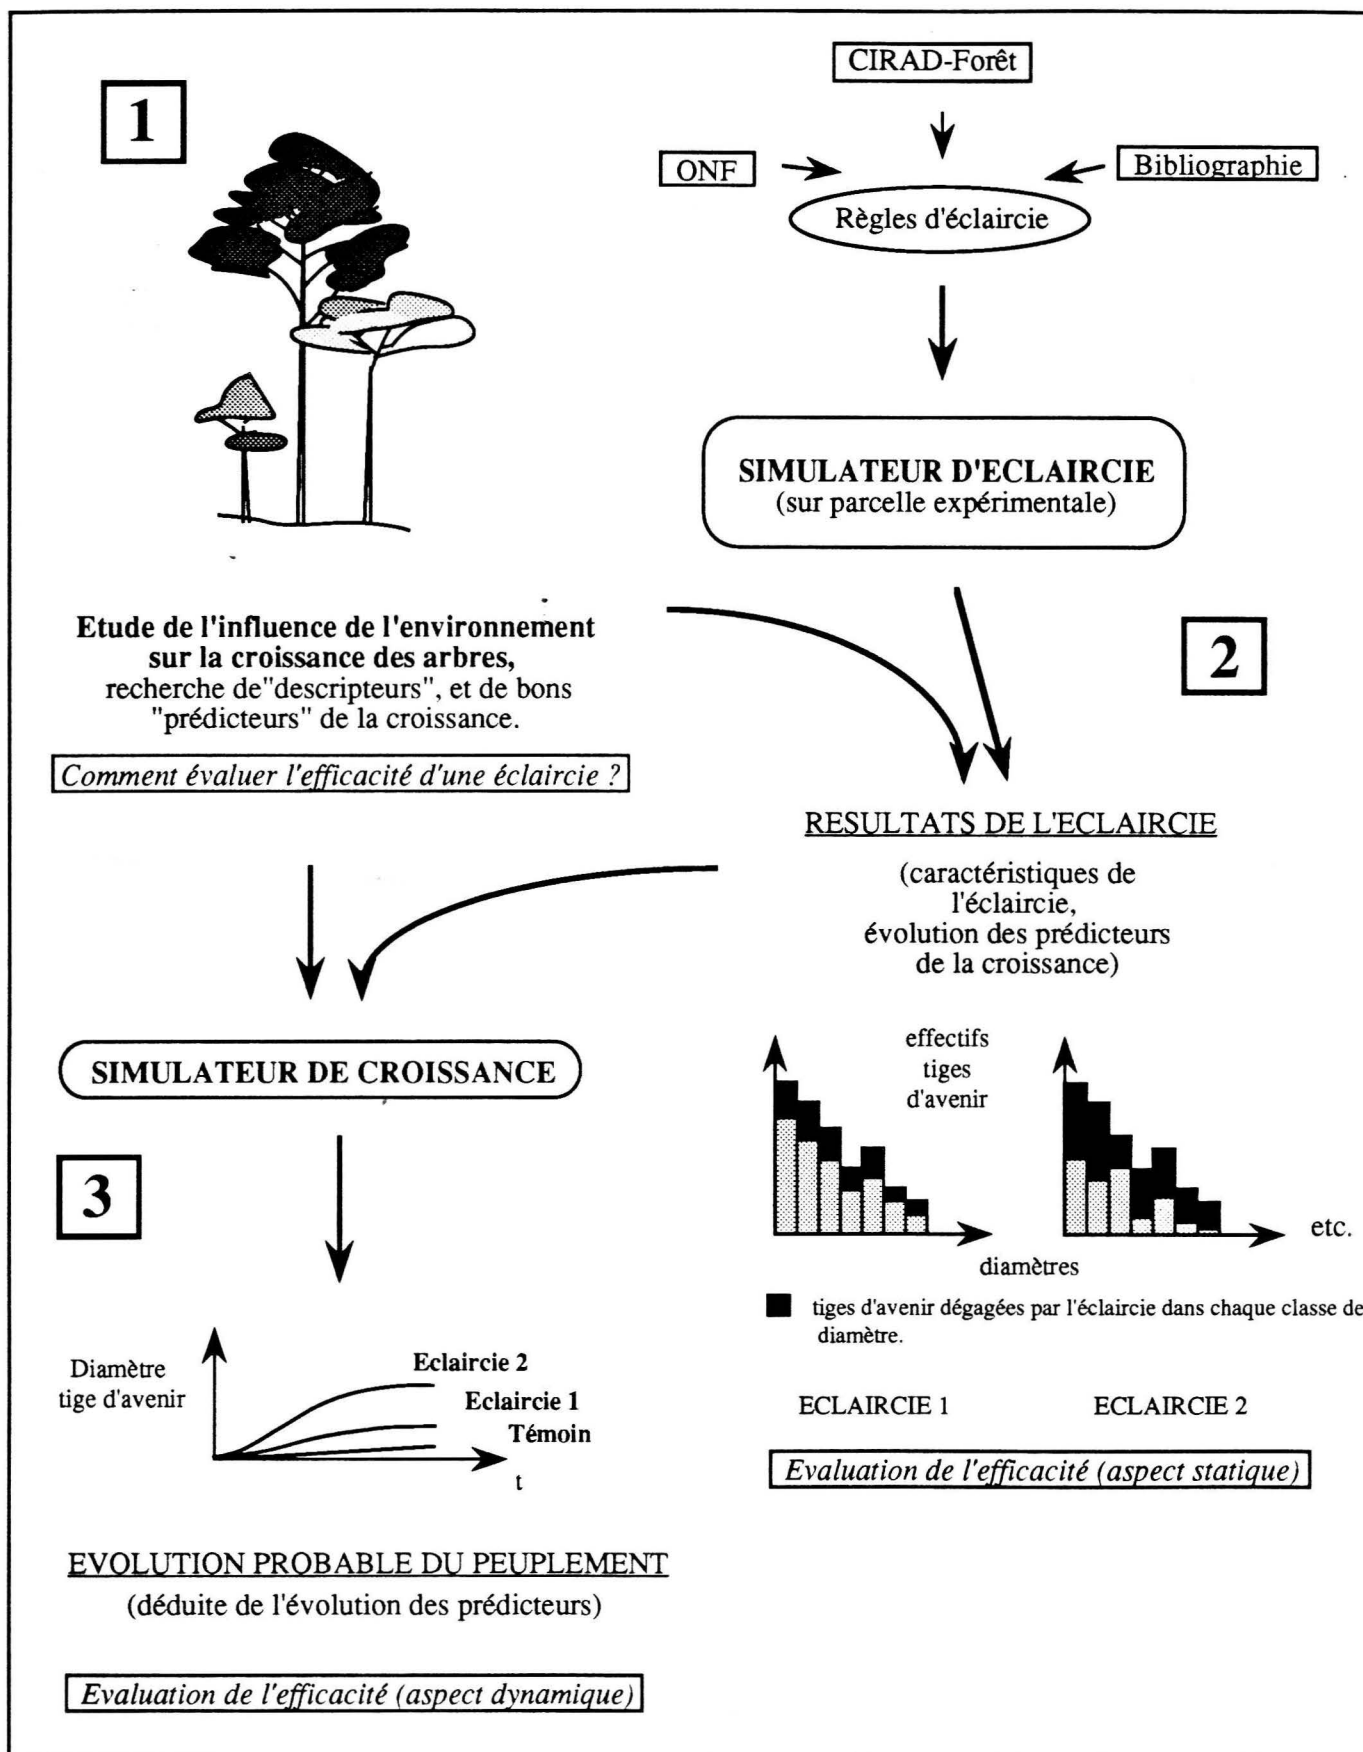 1
CIRAD-Forêt
ONF
Bibliographie
Règles d'éclaircie
SIMULATEUR D'ECLAIRCIE
(sur parcelle expérimentale)
Etude de l'influence de l'environnement
sur la croissance des arbres,
recherche de"descripteurs", et de bons
"prédicteurs" de la croissance.
Comment évaluer l'efficacité d'une éclaircie ?
2
RESULTATS DE L'ECLAIRCIE
(caractéristiques de
l'éclaircie,
évolution des prédicteurs
de la croissance)
effectifs
tiges
d'avenir
etc.
diamètres
tiges d'avenir dégagées par l'éclaircie dans chaque classe de
diamètre.
ECLAIRCIE 1
ECLAIRCIE 2
Evaluation de l'efficacité (aspect statique)
SIMULATEUR DE CROISSANCE
3
Diamètre
tige d'avenir
Eclaircie 2
Eclaircie 1
Témoin
t
EVOLUTION PROBABLE DU PEUPLEMENT
(déduite de l'évolution des prédicteurs)
Evaluation de l'efficacité (aspect dynamique)